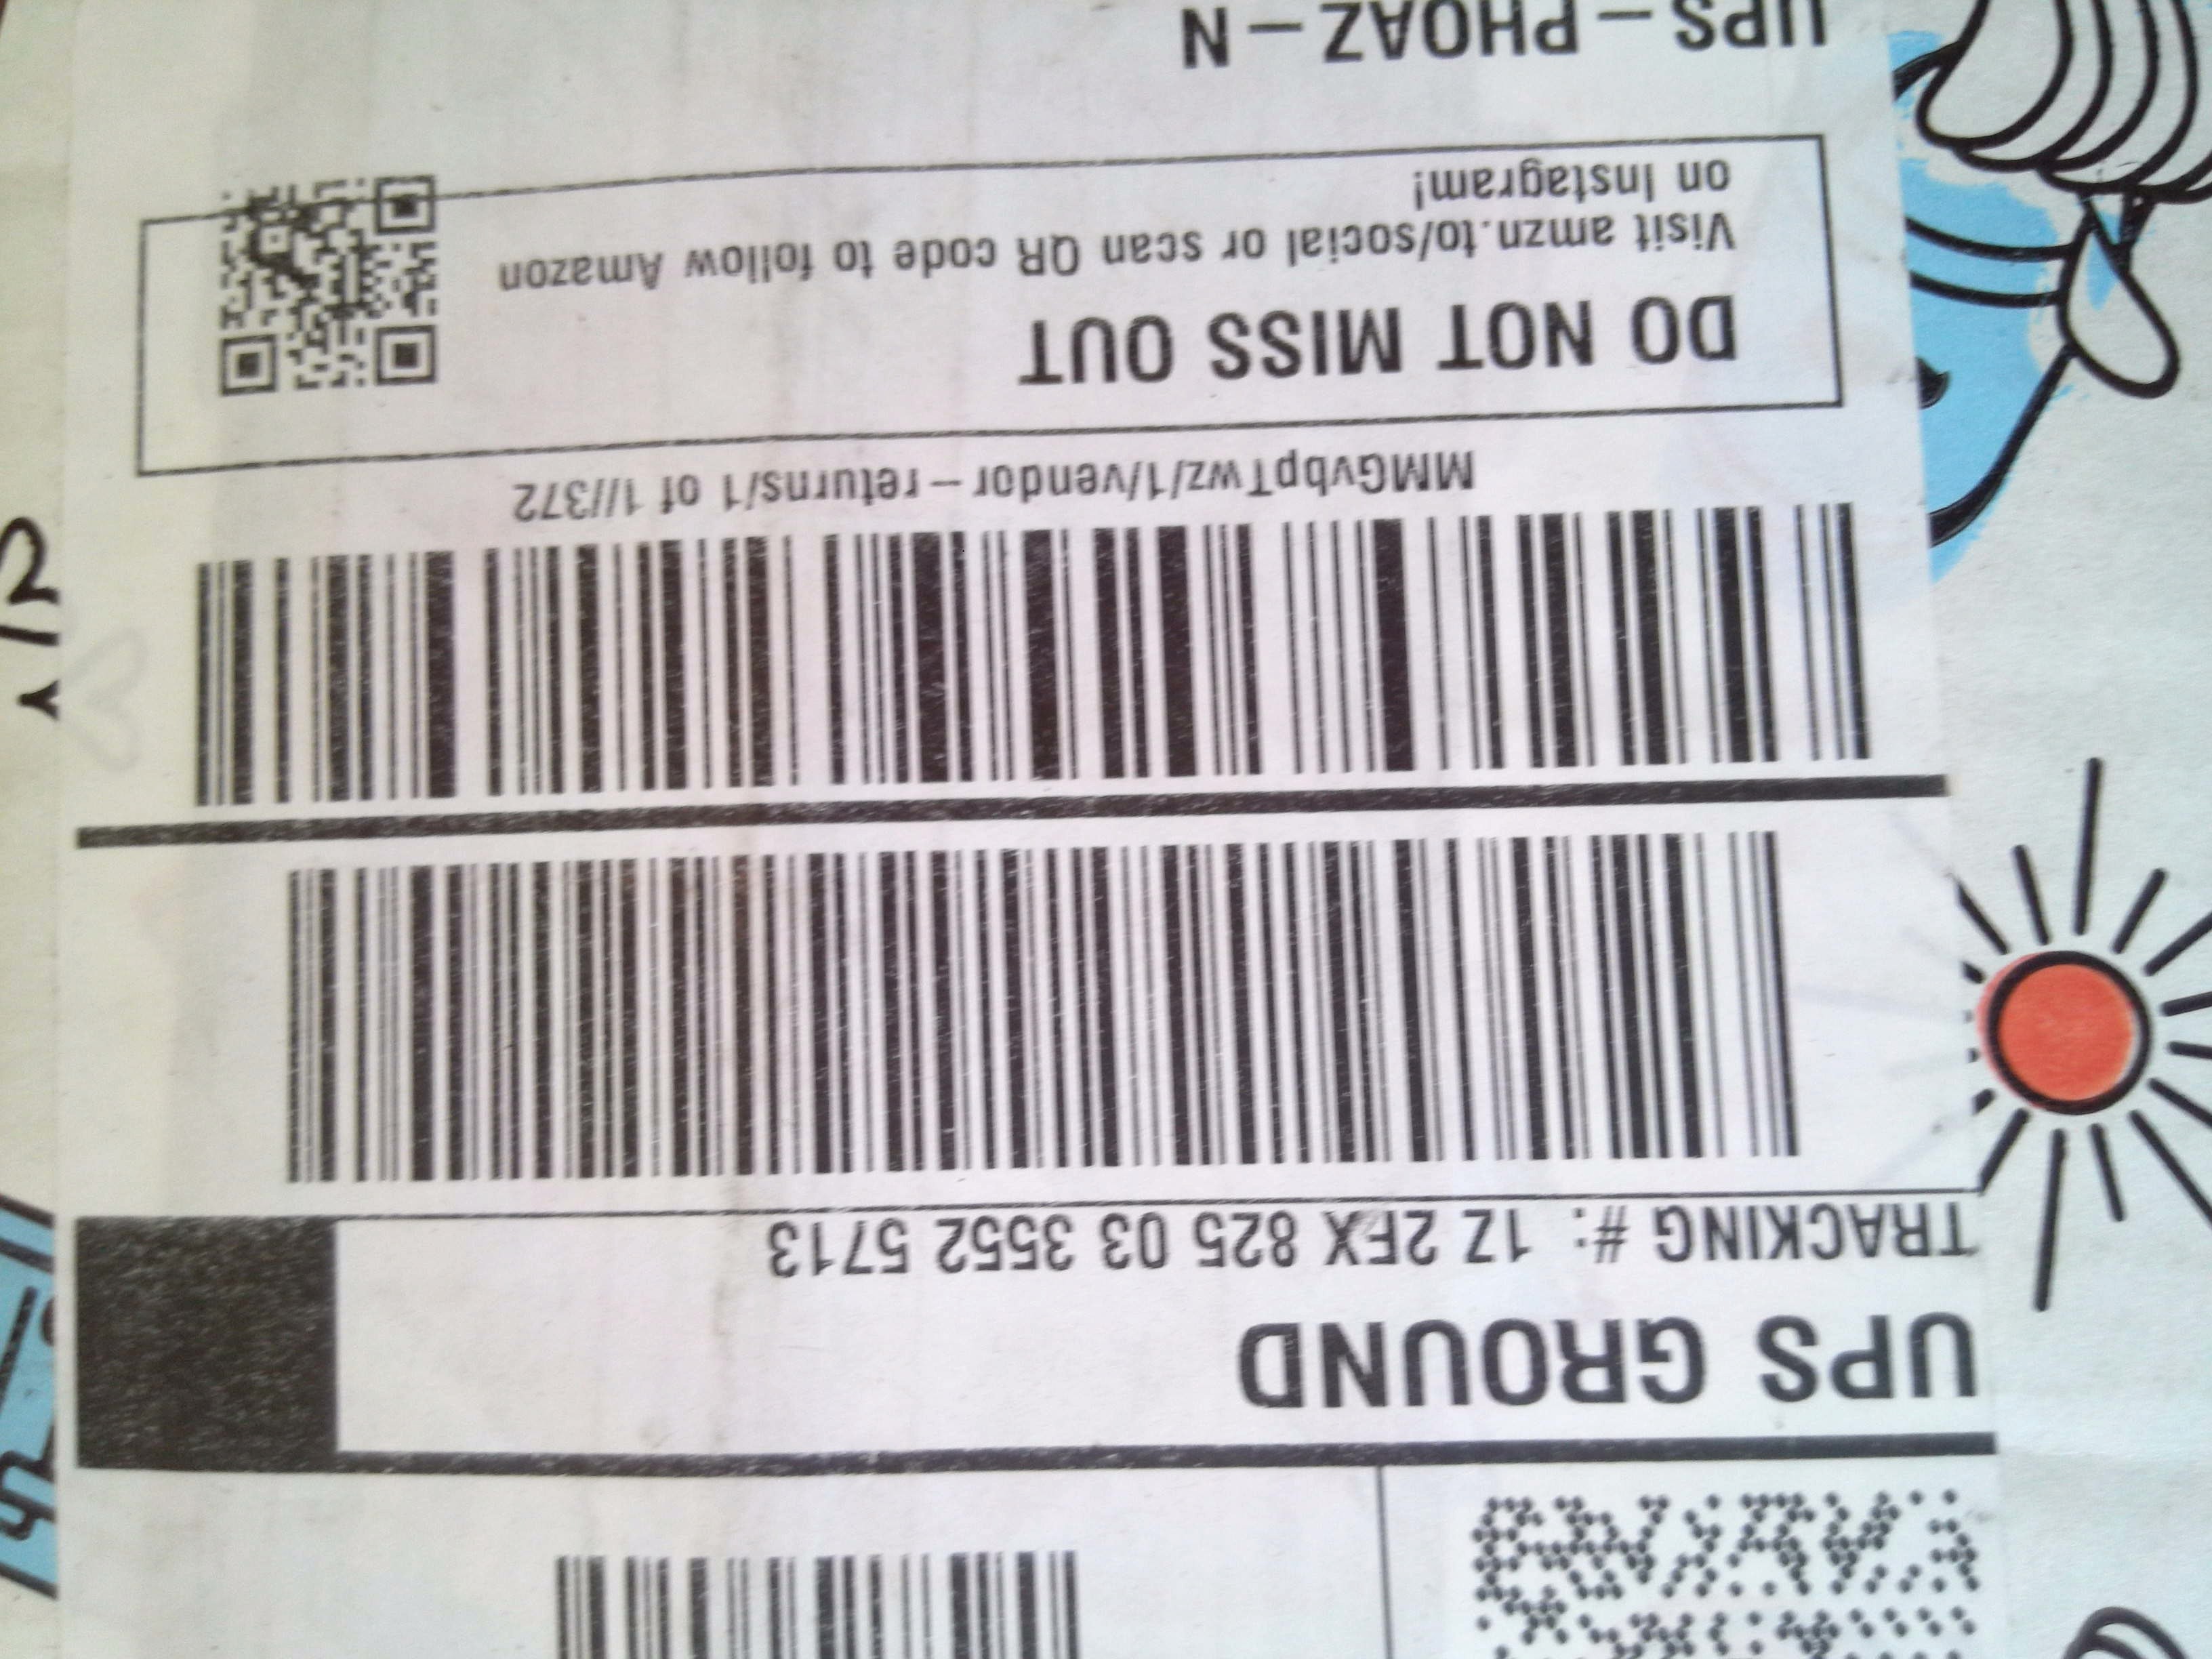 UPS GROUND
TRACKING #: 1Z 2FX 825 03 3552 5713
MMGvbpTwz/1/vendor-returns/1 of 1//372
DO NOT MISS OUT
Visit amzn.to/social or scan QR code to follow Amazon
on Instagram!
UPS-PHOAZ-N